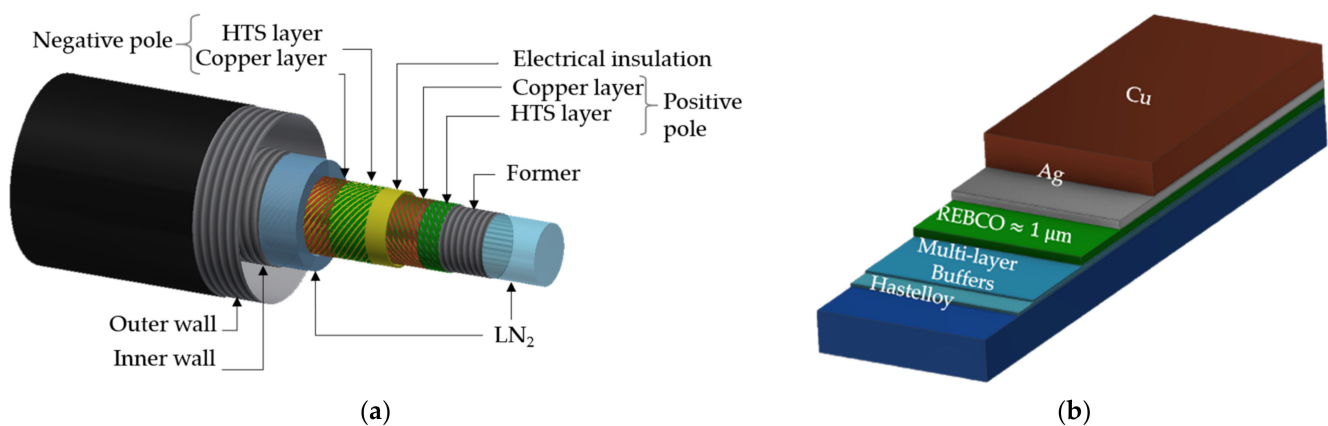 Negative pole
HTS layer
Copper layer
Electrical insulation
Copper layer
HTS layer
Positive
pole
Former
Outer wall
Inner wall
LN₂
(a)
Cu
Ag
REBCO ≈ 1 μm
Multi-layer
Buffers
Hastelloy
(b)